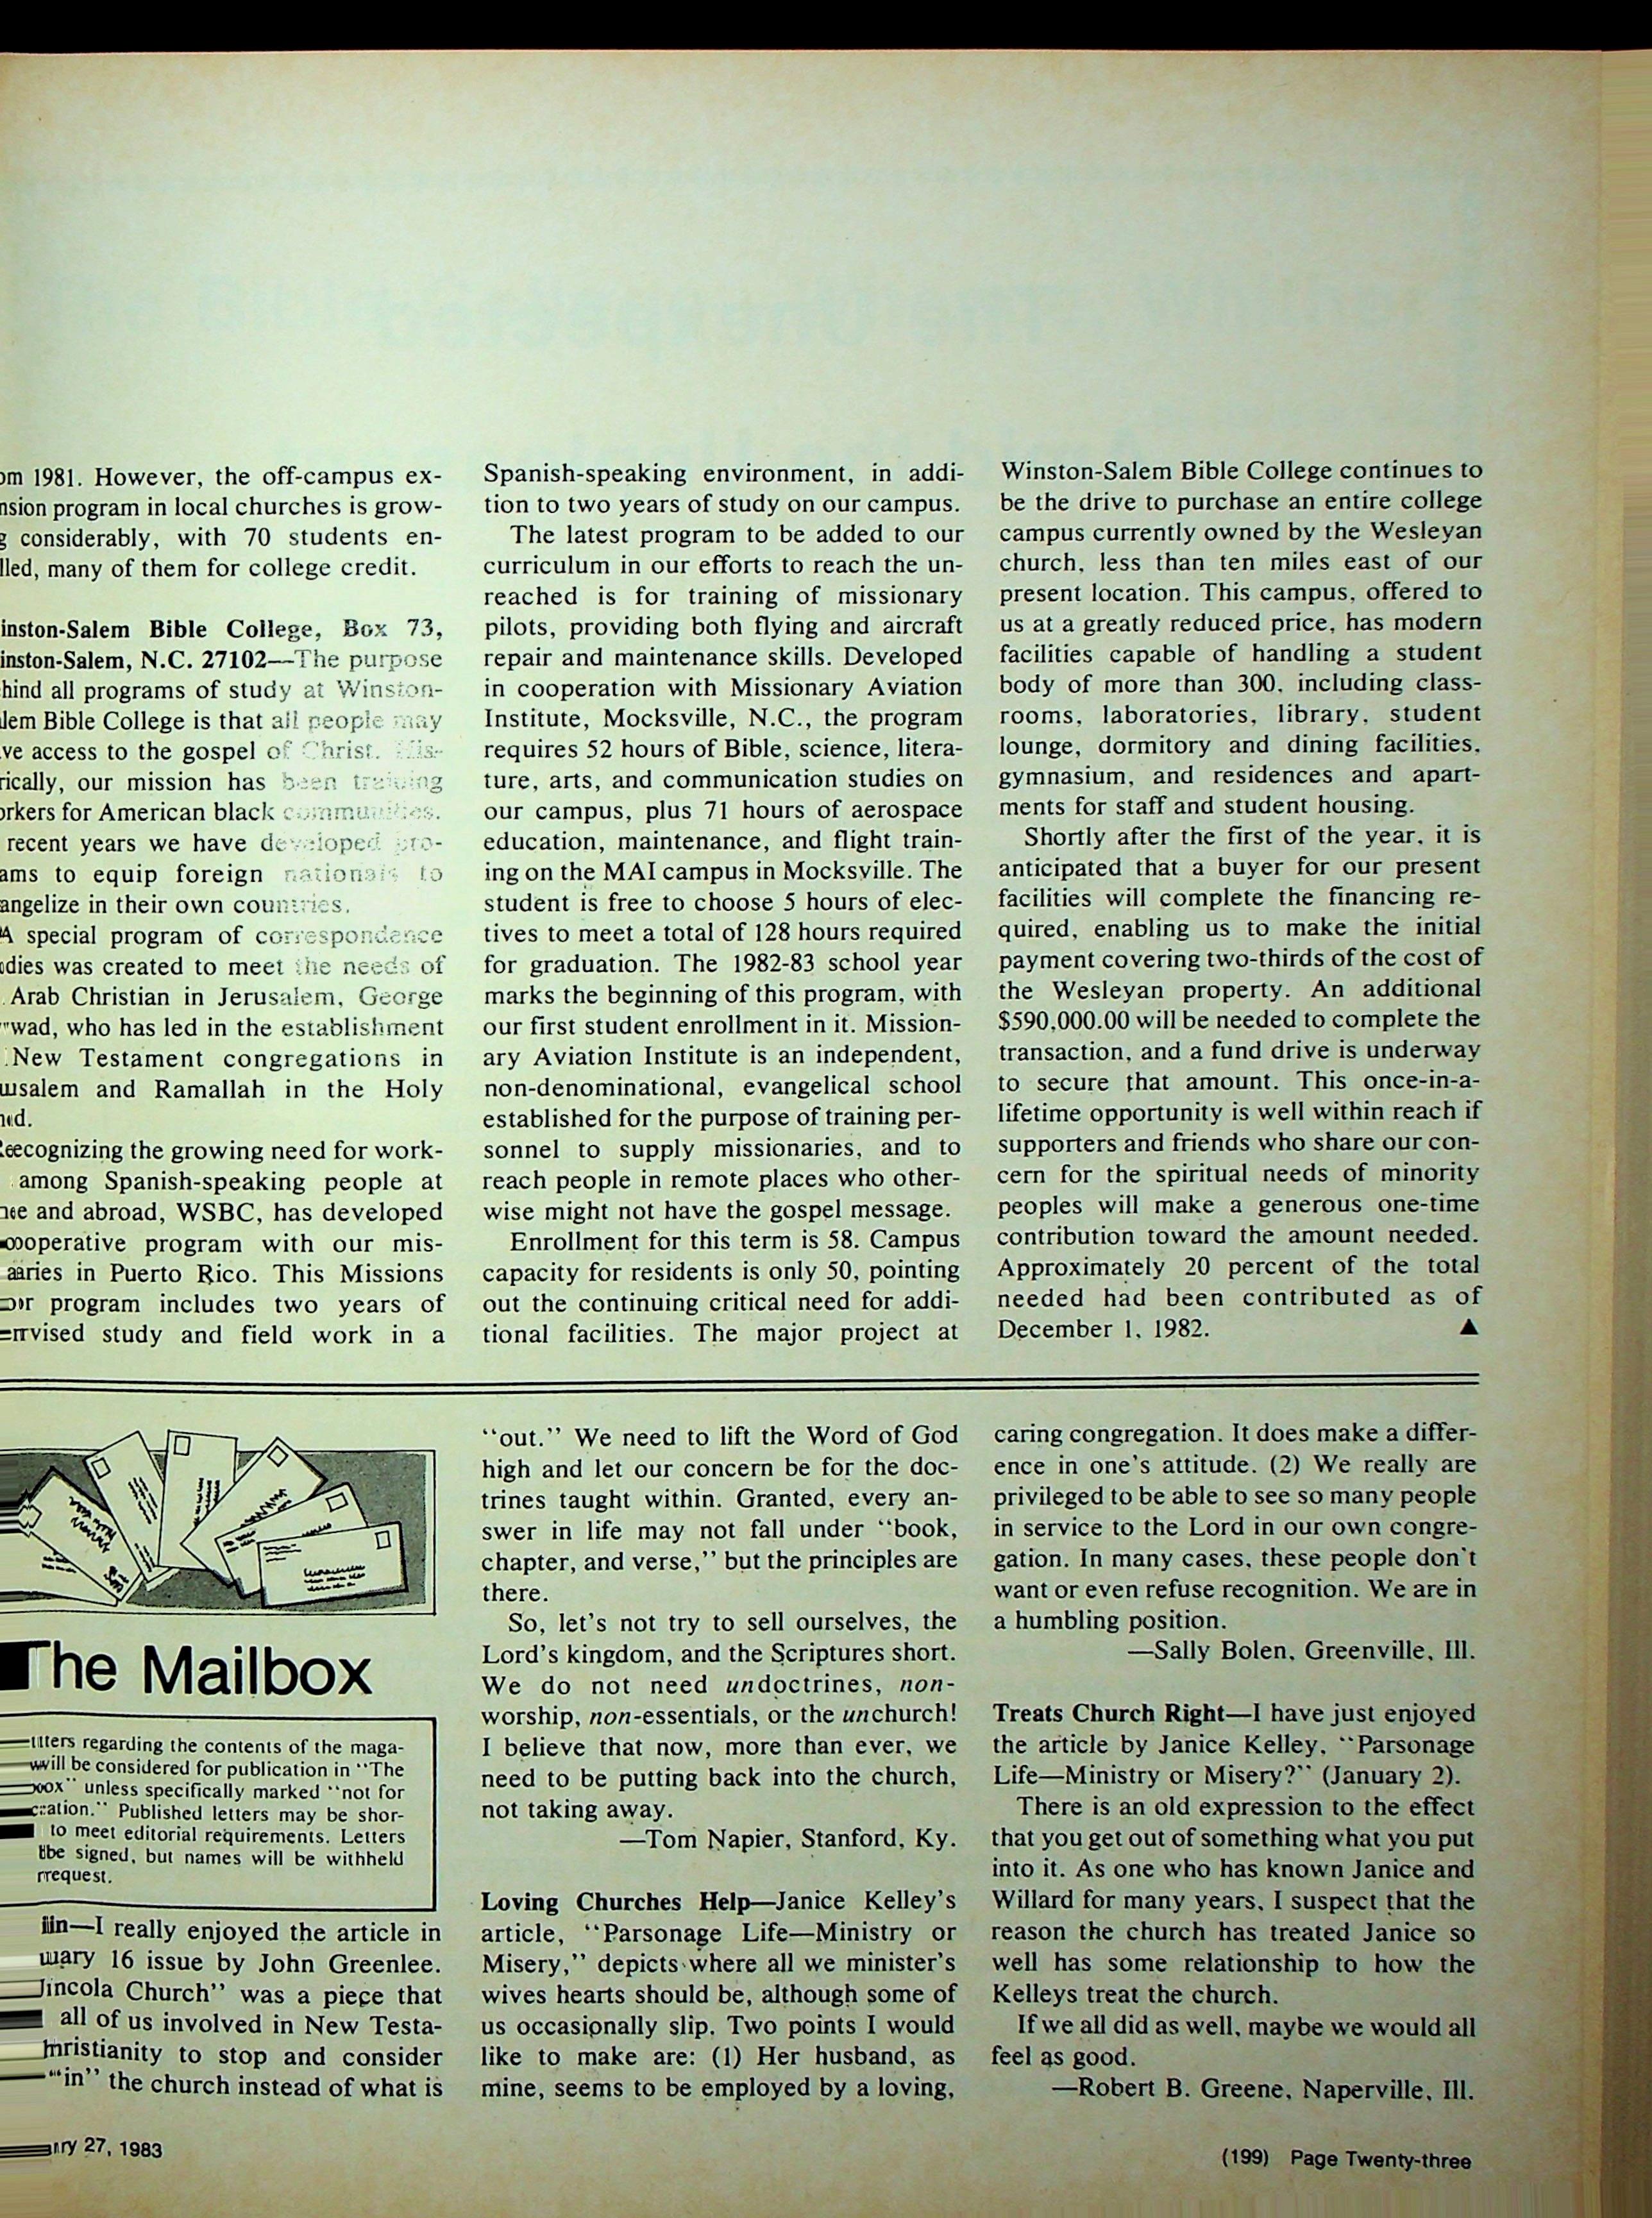 1981. However, the off-campus ex-
program in local churches is grow-
considerably, with 70 students en-
many of them for college credit.
Bible College, Box 73,
N.C. 27102—The purpose
all programs of study at Winston-
Bible College is that all people may
access to the gospel of Christ. His-
our mission has been training
for American black communities.
recent years we have developed pro-
to equip foreign nationals to
in their own countries.
A special program of correspondence
was created to meet the needs of
Arab Christian in Jerusalem, George
who has led in the establishment
New Testament congregations in
and Ramallah in the Holy
Recognizing the growing need for work-
among Spanish-speaking people at
and abroad, WSBC, has developed
cooperative program with our mis-
in Puerto Rico. This Missions
program includes two years of
study and field work in a
Spanish-speaking environment, in addi-
tion to two years of study on our campus.
The latest program to be added to our
curriculum in our efforts to reach the un-
reached is for training of missionary
pilots, providing both flying and aircraft
repair and maintenance skills. Developed
in cooperation with Missionary Aviation
Institute, Mocksville, N.C., the program
requires 52 hours of Bible, science, litera-
ture, arts, and communication studies on
our campus, plus 71 hours of aerospace
education, maintenance, and flight train-
ing on the MAI campus in Mocksville. The
student is free to choose 5 hours of elec-
tives to meet a total of 128 hours required
for graduation. The 1982-83 school year
marks the beginning of this program, with
our first student enrollment in it. Mission-
ary Aviation Institute is an independent,
non-denominational, evangelical school
established for the purpose of training per-
sonnel to supply missionaries, and to
reach people in remote places who other-
wise might not have the gospel message.
Enrollment for this term is 58. Campus
capacity for residents is only 50, pointing
out the continuing critical need for addi-
tional facilities. The major project at
Winston-Salem Bible College continues to
be the drive to purchase an entire college
campus currently owned by the Wesleyan
church, less than ten miles east of our
present location. This campus, offered to
us at a greatly reduced price, has modern
facilities capable of handling a student
body of more than 300, including class-
rooms, laboratories, library, student
lounge, dormitory and dining facilities,
gymnasium, and residences and apart-
ments for staff and student housing.
Shortly after the first of the year, it is
anticipated that a buyer for our present
facilities will complete the financing re-
quired, enabling us to make the initial
payment covering two-thirds of the cost of
the Wesleyan property. An additional
$590,000.00 will be needed to complete the
transaction, and a fund drive is underway
to secure that amount. This once-in-a-
lifetime opportunity is well within reach if
supporters and friends who share our con-
cern for the spiritual needs of minority
peoples will make a generous one-time
contribution toward the amount needed.
Approximately 20 percent of the total
needed had been contributed as of
December 1, 1982. ▲
The Mailbox
regarding the contents of the maga-
will be considered for publication in "The
unless specifically marked "not for
Published letters may be shor-
to meet editorial requirements. Letters
be signed, but names will be withheld
request.
I really enjoyed the article in
16 issue by John Greenlee.
Church" was a piece that
all of us involved in New Testa-
to stop and consider
"in" the church instead of what is
"out." We need to lift the Word of God
high and let our concern be for the doc-
trines taught within. Granted, every an-
swer in life may not fall under "book,
chapter, and verse," but the principles are
there.
So, let's not try to sell ourselves, the
Lord's kingdom, and the Scriptures short.
We do not need undoctrines, non-
worship, non-essentials, or the unchurch!
I believe that now, more than ever, we
need to be putting back into the church,
not taking away.
—Tom Napier, Stanford, Ky.
Loving Churches Help—Janice Kelley's
article, "Parsonage Life—Ministry or
Misery," depicts where all we minister's
wives hearts should be, although some of
us occasionally slip. Two points I would
like to make are: (1) Her husband, as
mine, seems to be employed by a loving,
caring congregation. It does make a differ-
ence in one's attitude. (2) We really are
privileged to be able to see so many people
in service to the Lord in our own congre-
gation. In many cases, these people don't
want or even refuse recognition. We are in
a humbling position.
—Sally Bolen, Greenville, Ill.
Treats Church Right—I have just enjoyed
the article by Janice Kelley, "Parsonage
Life—Ministry or Misery?" (January 2).
There is an old expression to the effect
that you get out of something what you put
into it. As one who has known Janice and
Willard for many years, I suspect that the
reason the church has treated Janice so
well has some relationship to how the
Kelleys treat the church.
If we all did as well, maybe we would all
feel as good.
—Robert B. Greene, Naperville, Ill.
27, 1983
(199) Page Twenty-three